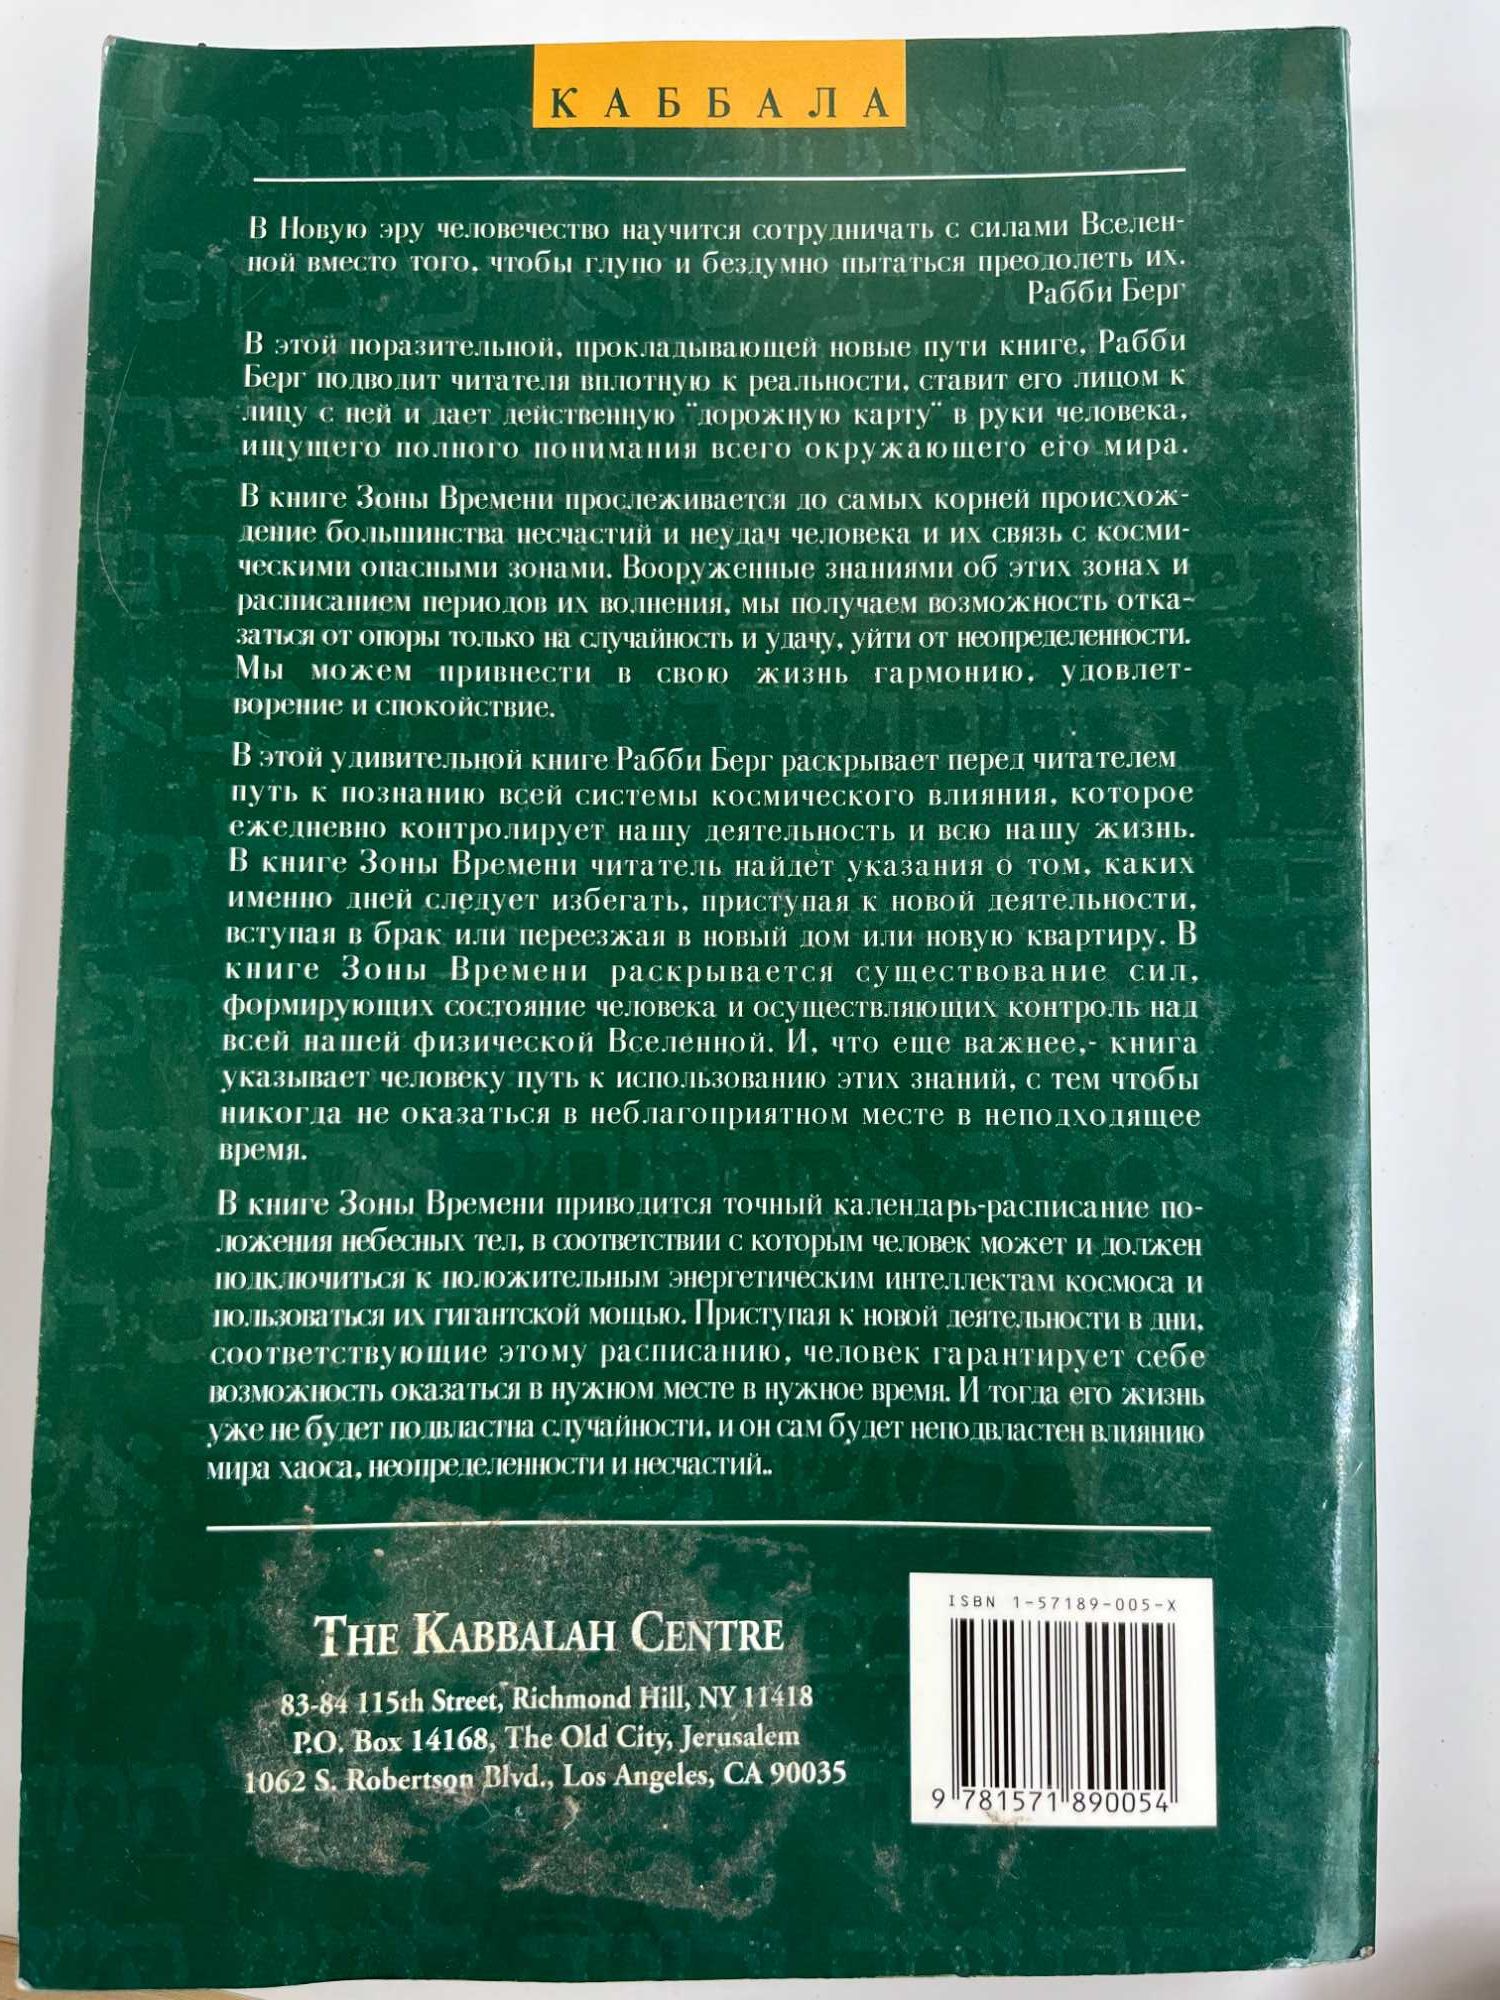 КАББАЛА
В Новую эру человечество научится сотрудничать с силами Вселен-
ной вместо того, чтобы глупо и бездумно пытаться преодолеть их.
Рабби Берг
В этой поразительной, прокладывающей новые пути книге, Рабби
Берг подводит читателя вплотную к реальности, ставит его лицом к
лицу с ней и дает действенную "дорожную карту" в руки человека,
ищущего полного понимания всего окружающего его мира.
В книге Зоны Времени прослеживается до самых корней происхож-
дение большинства несчастий и неудач человека и их связь с косми-
ческими опасными зонами. Вооруженные знаниями об этих зонах и
расписанием периодов их волнения, мы получаем возможность отка-
заться от опоры только на случайность и удачу, уйти от неопределенности.
Мы можем привнести в свою жизнь гармонию, удовлет-
ворение и спокойствие.
В этой удивительной книге Рабби Берг раскрывает перед читателем
путь к познанию всей системы космического влияния, которое
ежедневно контролирует нашу деятельность и всю нашу жизнь.
В книге Зоны Времени читатель найдет указания о том, каких
именно дней следует избегать, приступая к новой деятельности,
вступая в брак или переезжая в новый дом или новую квартиру. В
книге Зоны Времени раскрывается существование сил,
формирующих состояние человека и осуществляющих контроль над
всей нашей физической Вселенной. И, что еще важнее,- книга
указывает человеку путь к использованию этих знаний, с тем чтобы
никогда не оказаться в неблагоприятном месте в неподходящее
время.
В книге Зоны Времени приводится точный календарь-расписание по-
ложения небесных тел, в соответствии с которым человек может и должен
подключиться к положительным энергетическим интеллектам космоса и
пользоваться их гигантской мощью. Приступая к новой деятельности в дни,
соответствующие этому расписанию, человек гарантирует себе
возможность оказаться в нужном месте в нужное время. И тогда его жизнь
уже не будет подвластна случайности, и он сам будет неподвластен влиянию
мира хаоса, неопределенности и несчастий..
THE KABBALAH CENTRE
83-84 115th Street, Richmond Hill, NY 11418
P.O. Box 14168, The Old City, Jerusalem
1062 S. Robertson Blvd., Los Angeles, CA 90035
ISBN 1-57189-005-X
9 781571 890054